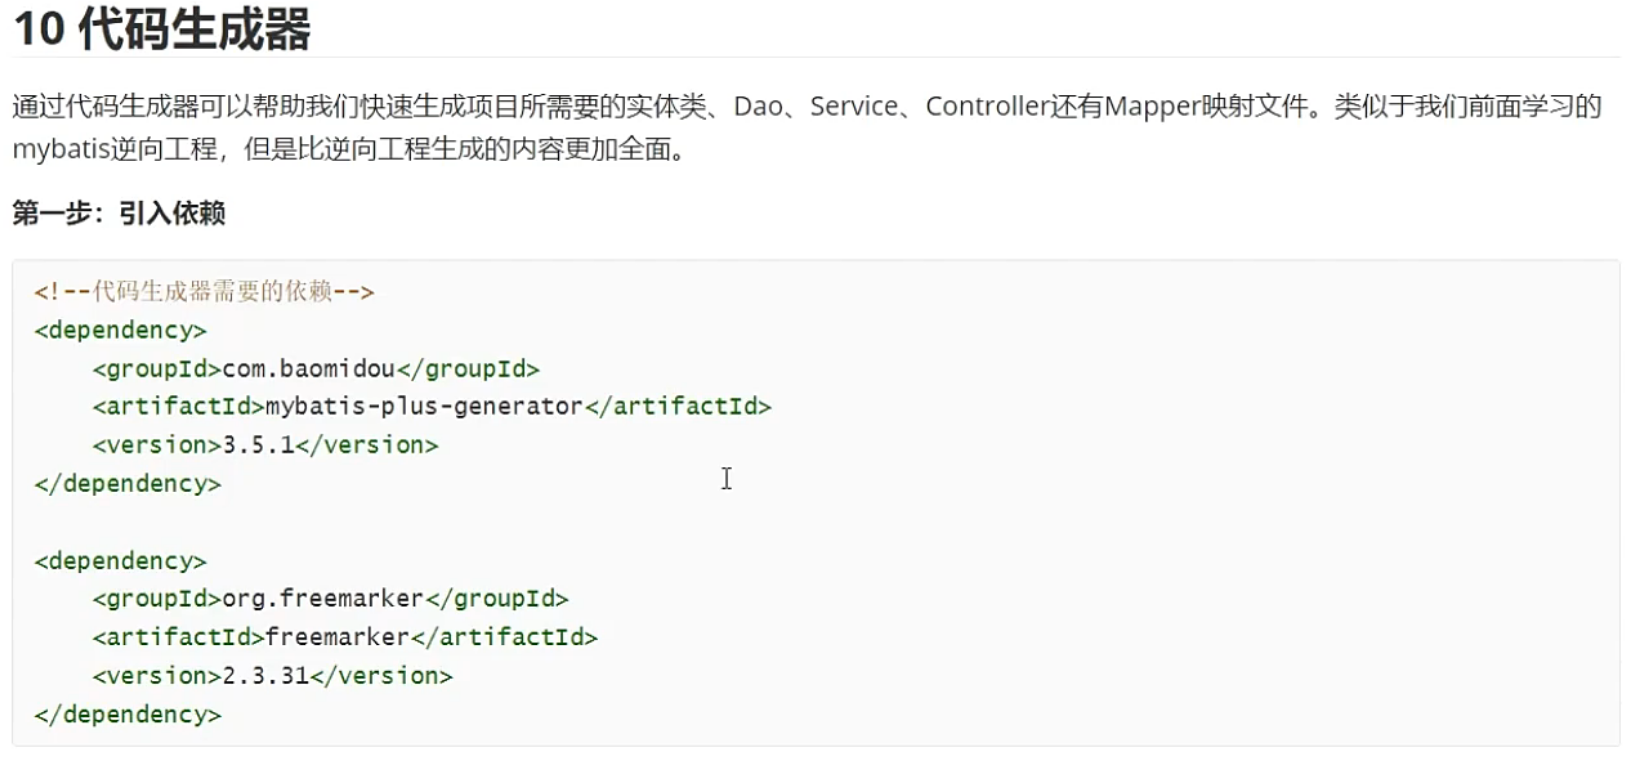 10 代码生成器
通过代码生成器可以帮助我们快速生成项目所需要的实体类、Dao、Service、Controller还有Mapper映射文件。类似于我们前面学习的
mybatis逆向工程，但是比逆向工程生成的内容更加全面。
第一步：引入依赖
<!--代码生成器需要的依赖-->
<dependency>
    <groupId>com.baomidou</groupId>
    <artifactId>mybatis-plus-generator</artifactId>
    <version>3.5.1</version>
</dependency>

<dependency>
    <groupId>org.freemarker</groupId>
    <artifactId>freemarker</artifactId>
    <version>2.3.31</version>
</dependency>